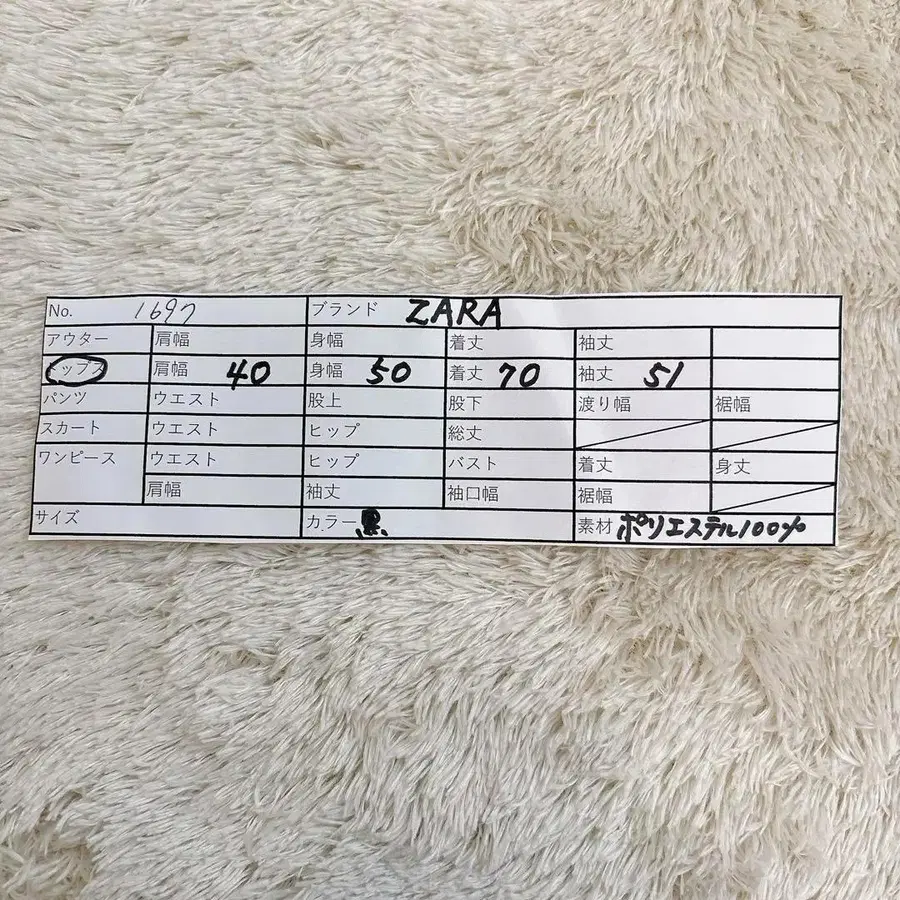 No. 1697 ブランド ZARA
アウター 肩幅 身幅 着丈 袖丈
トップス 肩幅 40 身幅 50 着丈 70 袖丈 51
パンツ ウエスト 股上 股下 渡り幅 裾幅
スカート ウエスト ヒップ 総丈
ワンピース ウエスト ヒップ バスト 着丈 身丈
肩幅 袖丈 袖口幅 裾幅
サイズ カラー 黒 素材 ポリエステル100%